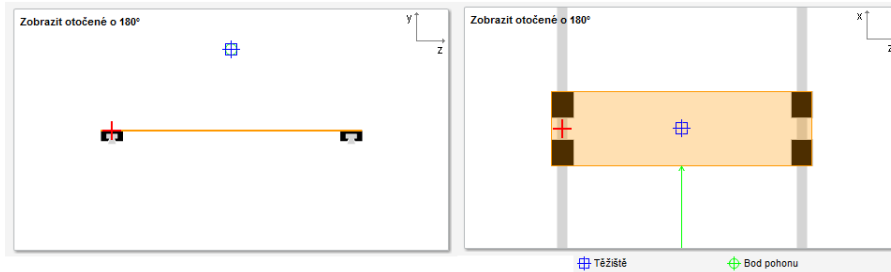 Zobrazit otočené o 180°
y
z
Zobrazit otočené o 180°
x
z
Těžiště
Bod pohonu